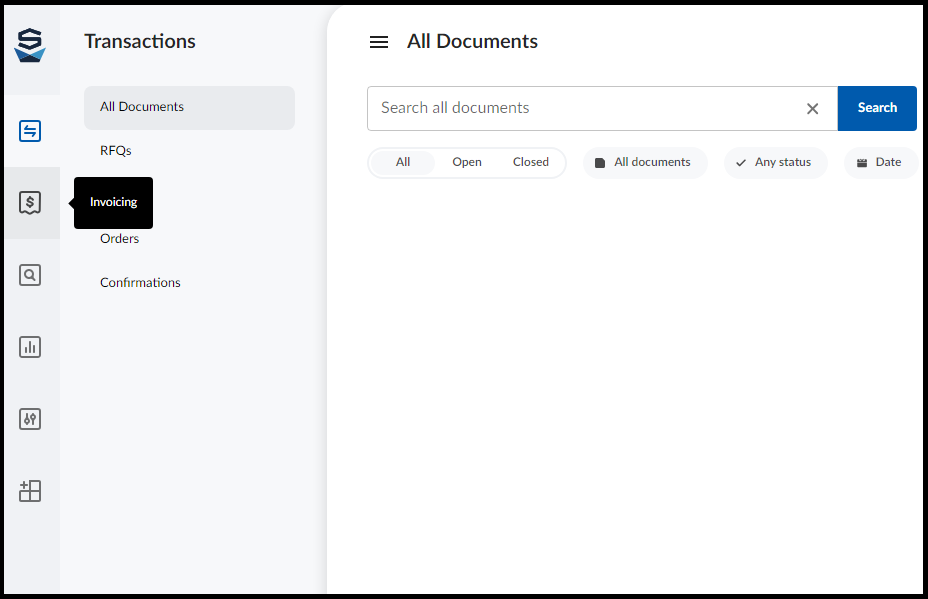 Transactions
All Documents
RFQs
Invoicing
Orders
Confirmations
All Documents
Search all documents
Search
All
Open
Closed
All documents
Any status
Date